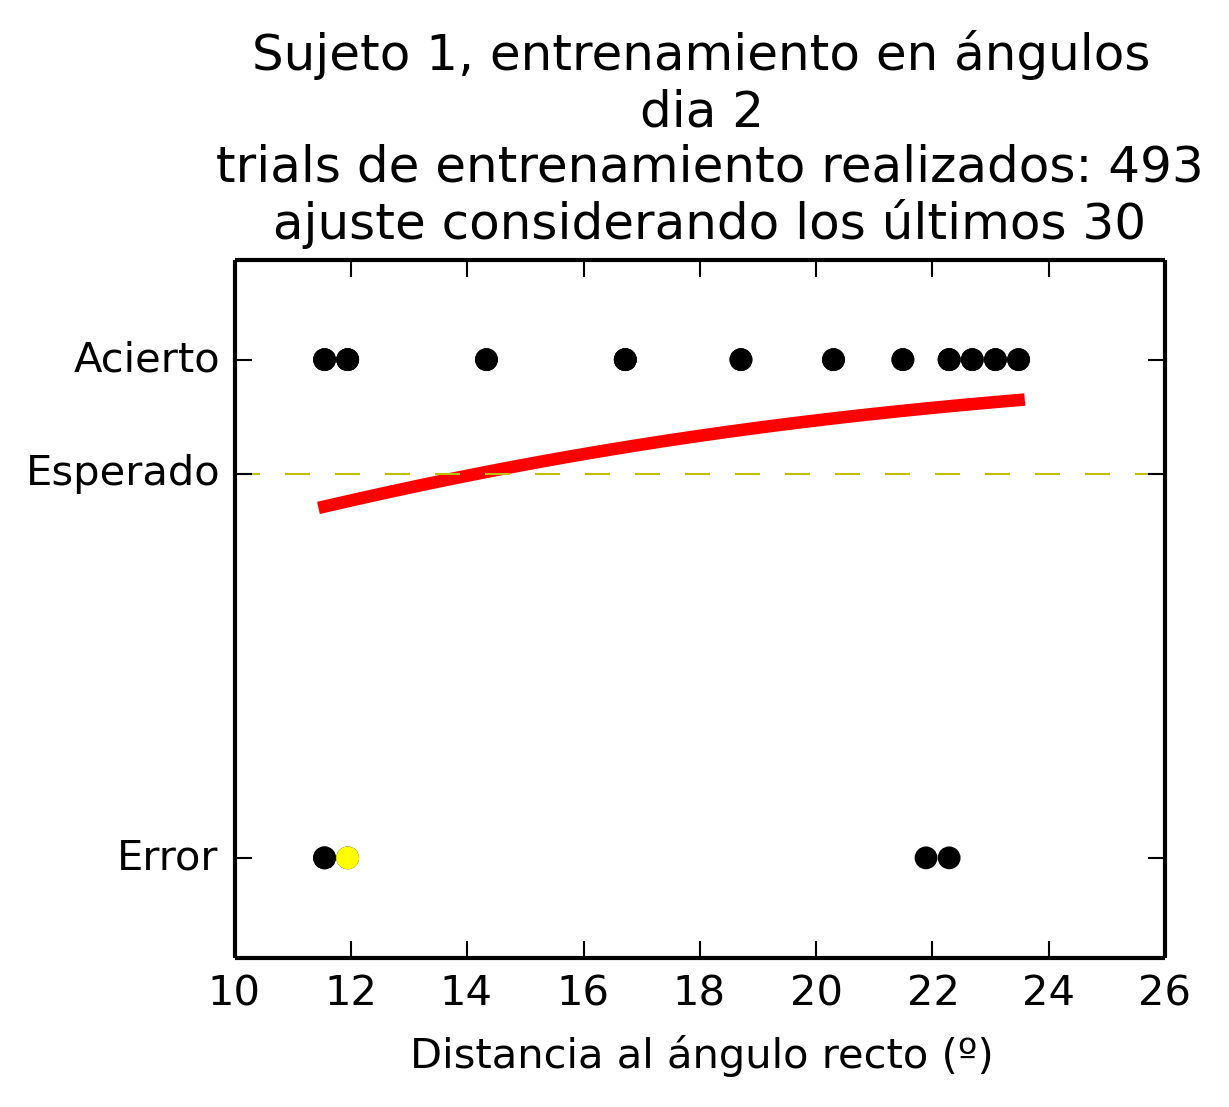 Sujeto 1, entrenamiento en ángulos
dia 2
trials de entrenamiento realizados: 493
ajuste considerando los últimos 30
Acierto
Esperado
Error
10 12 14 16 18 20 22 24 26
Distancia al ángulo recto (º)